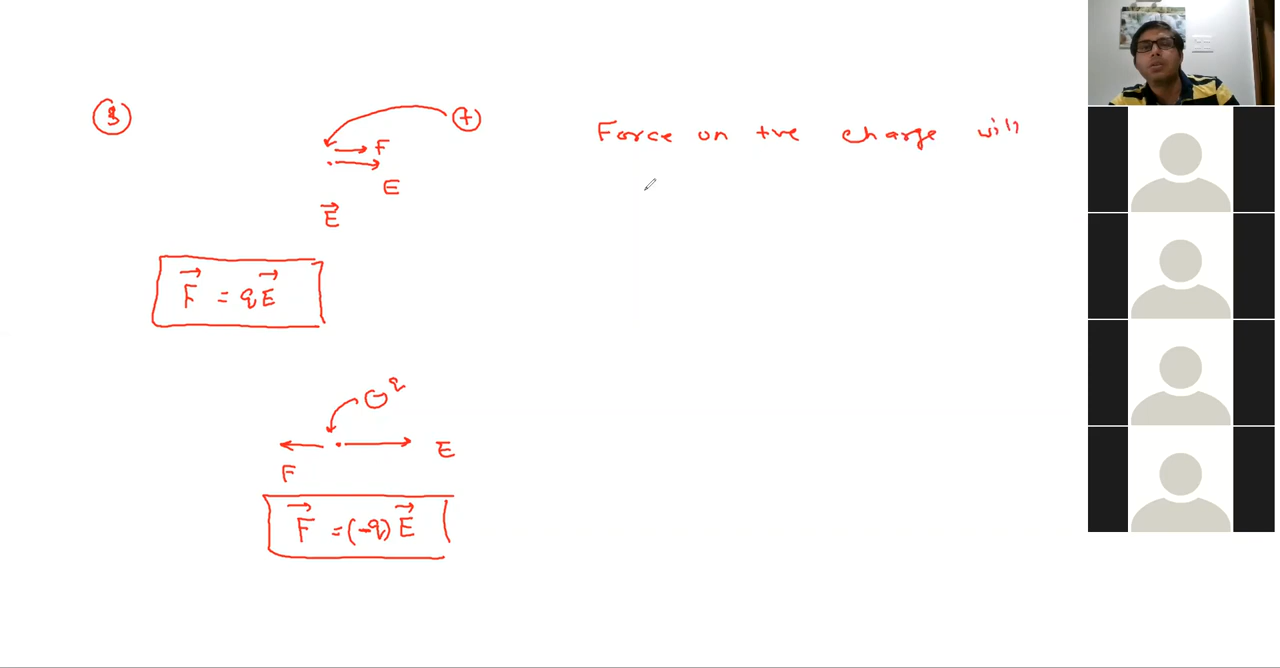 3
+
Force on +ve charge will
F
E
E⃗
F⃗ = qE⃗
⊖ q
E
F
F⃗ = (-q) E⃗